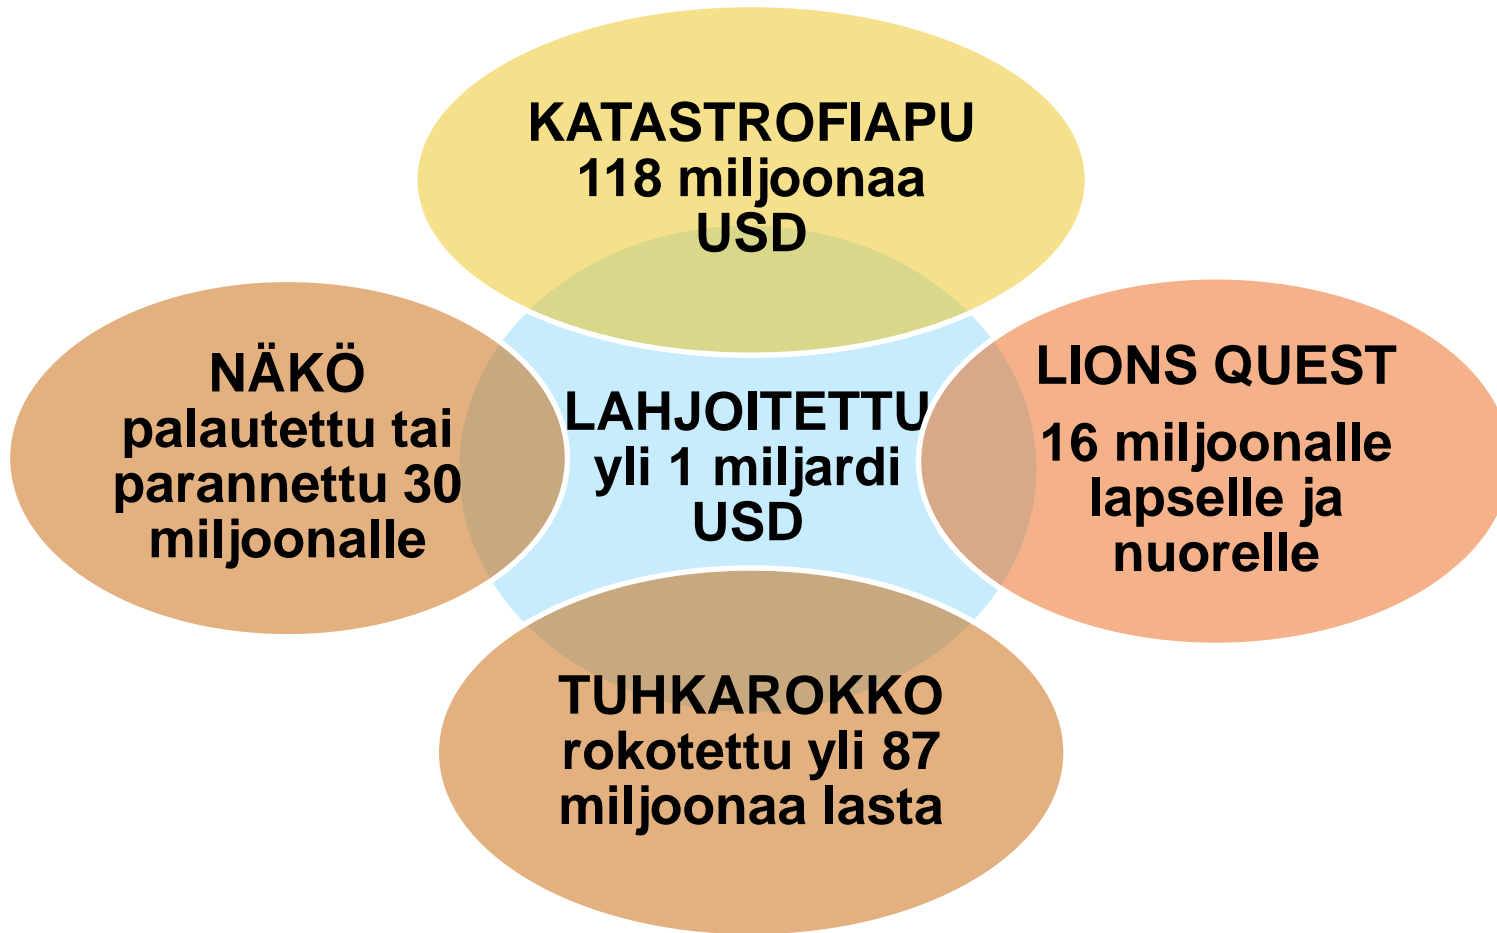 KATASTROFIAPU
118 miljoonaa
USD
NÄKÖ
palautettu tai
parannettu 30
miljoonalle
LAHJOITETTU
yli 1 miljardi
USD
LIONS QUEST
16 miljoonalle
lapselle ja
nuorelle
TUHKAROKKO
rokotettu yli 87
miljoonaa lasta